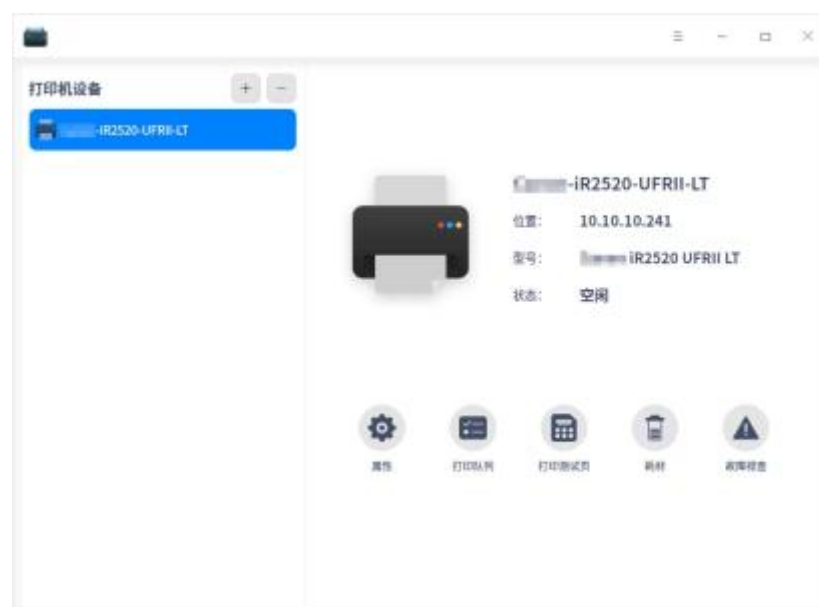 打印机设备
-iR2520-UFRII-LT
-iR2520-UFRII-LT
位置: 10.10.10.241
型号: iR2520 UFRII LT
状态: 空闲
属性 打印队列 打印测试页 耗材 故障检查